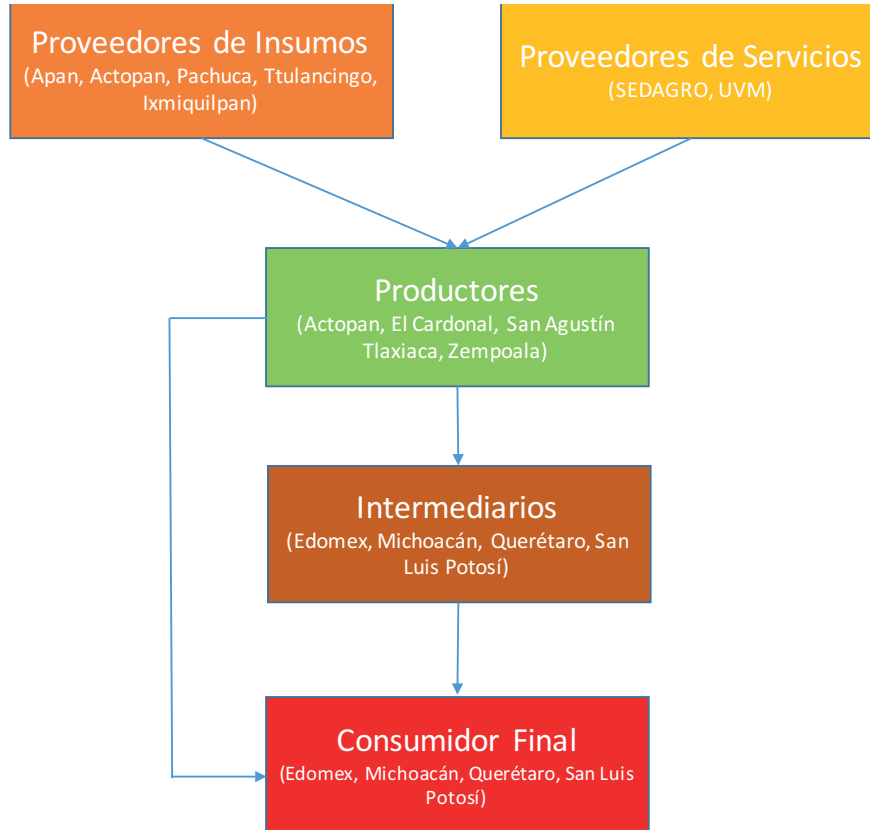 Proveedores de Insumos
(Apan, Actopan, Pachuca, Ttulancingo,
Ixmiquilpan)
Proveedores de Servicios
(SEDAGRO, UVM)
Productores
(Actopan, El Cardonal, San Agustín
Tlaxiaca, Zempoala)
Intermediarios
(Edomex, Michoacán, Querétaro, San
Luis Potosí)
Consumidor Final
(Edomex, Michoacán, Querétaro, San Luis
Potosí)